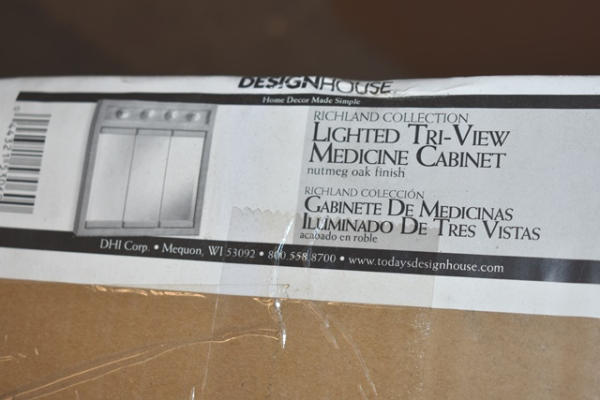 DESIGNHOUSE
Home Decor Made Simple
RICHLAND COLLECTION
LIGHTED TRI-VIEW
MEDICINE CABINET
nutmeg oak finish
RICHLAND COLECCIÓN
GABINETE DE MEDICINAS
ILUMINADO DE TRES VISTAS
acabado en roble
DHI Corp. • Mequon, WI 53092 • 800.558.8700 • www.todaysdesignhouse.com